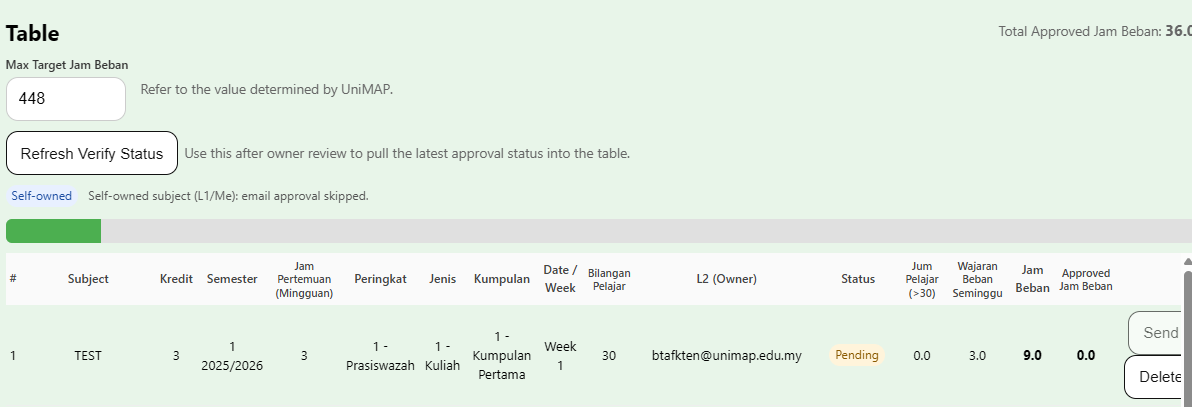 Table
Total Approved Jam Beban: 36.0
Max Target Jam Beban
448
Refer to the value determined by UniMAP.
Refresh Verify Status
Use this after owner review to pull the latest approval status into the table.
Self-owned
Self-owned subject (L1/Me): email approval skipped.
# Subject Kredit Semester Jam Pertemuan (Mingguan) Peringkat Jenis Kumpulan Date / Week Bilangan Pelajar L2 (Owner) Status Jum Pelajar (>30) Wajaran Beban Seminggu Jam Beban Approved Jam Beban
1 TEST 3 1 2025/2026 3 1 - Prasiswazah 1 - Kuliah 1 - Kumpulan Pertama Week 1 30 btafkten@unimap.edu.my Pending 0.0 3.0 9.0 0.0
Send
Delete